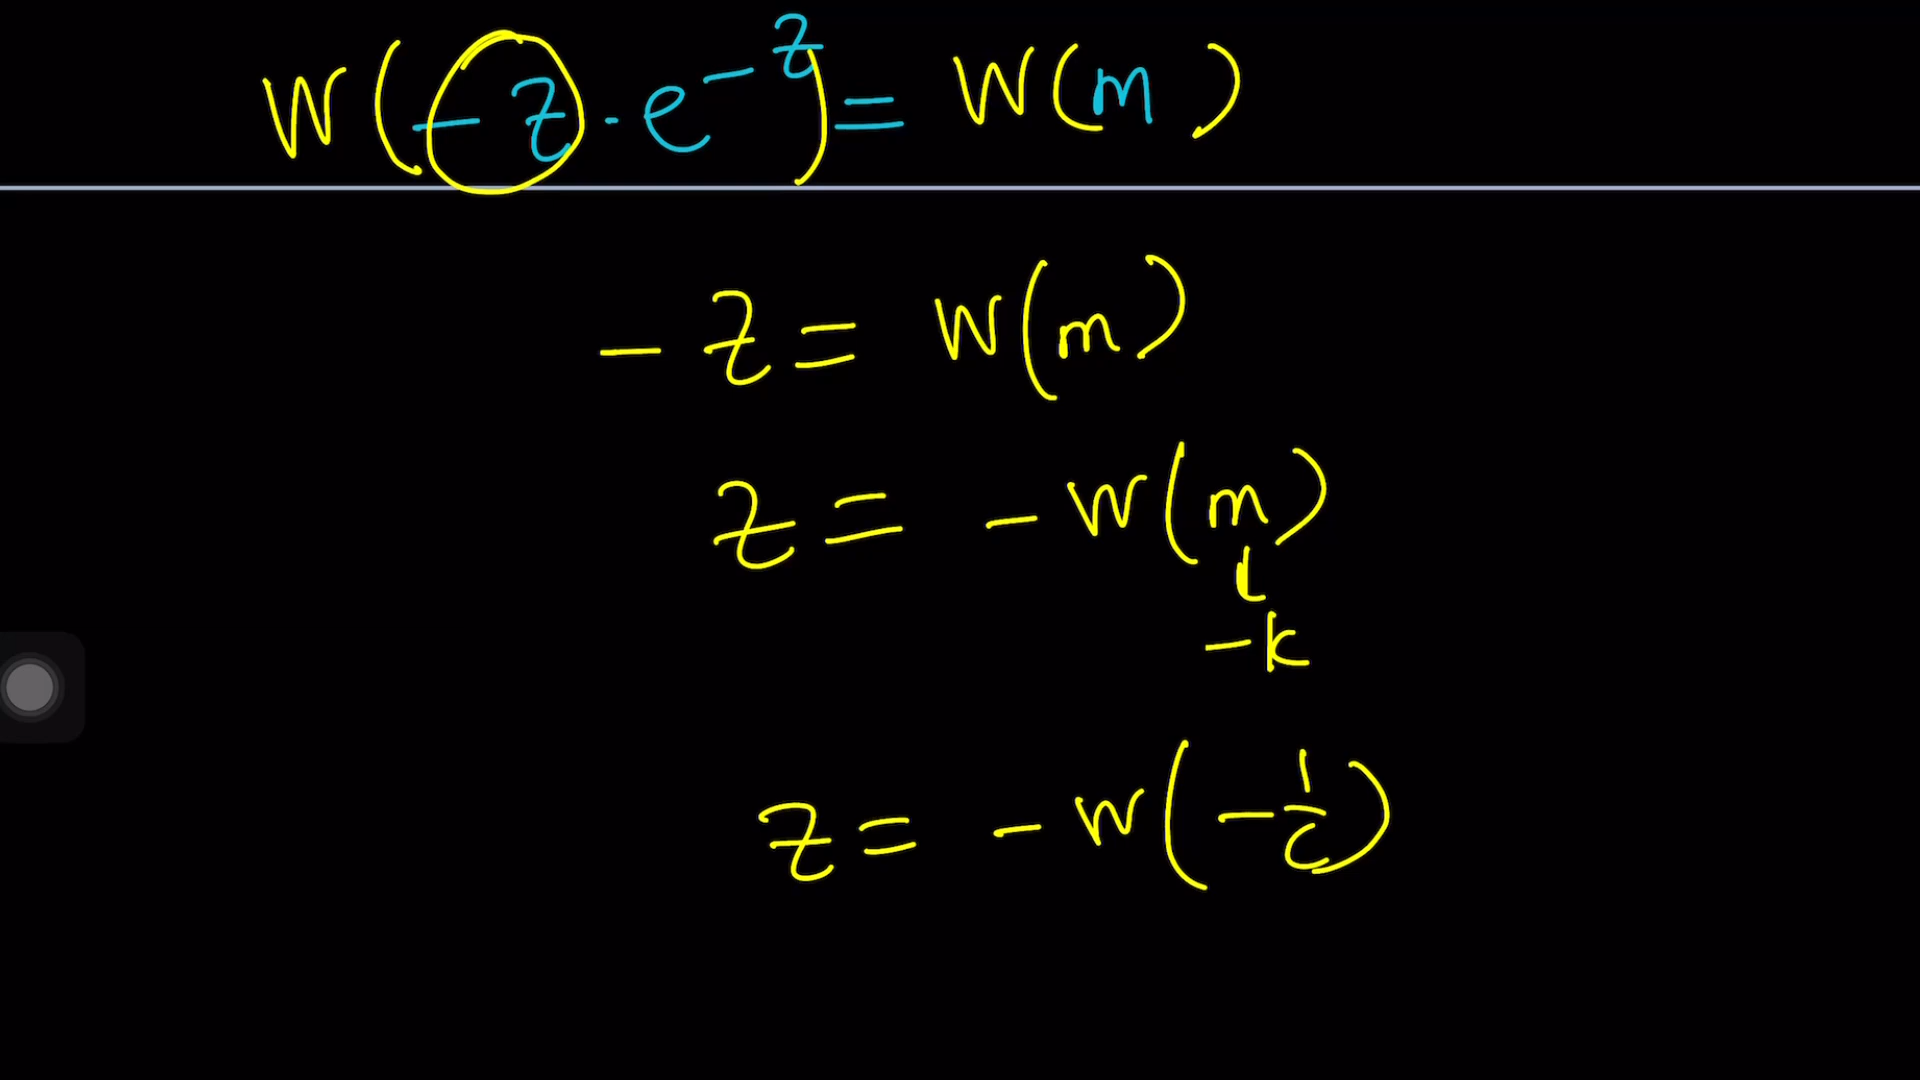 W(-z·e^-z) = W(m)
-z = W(m)
z = -W(m)
-k
z = -W(-1/c)